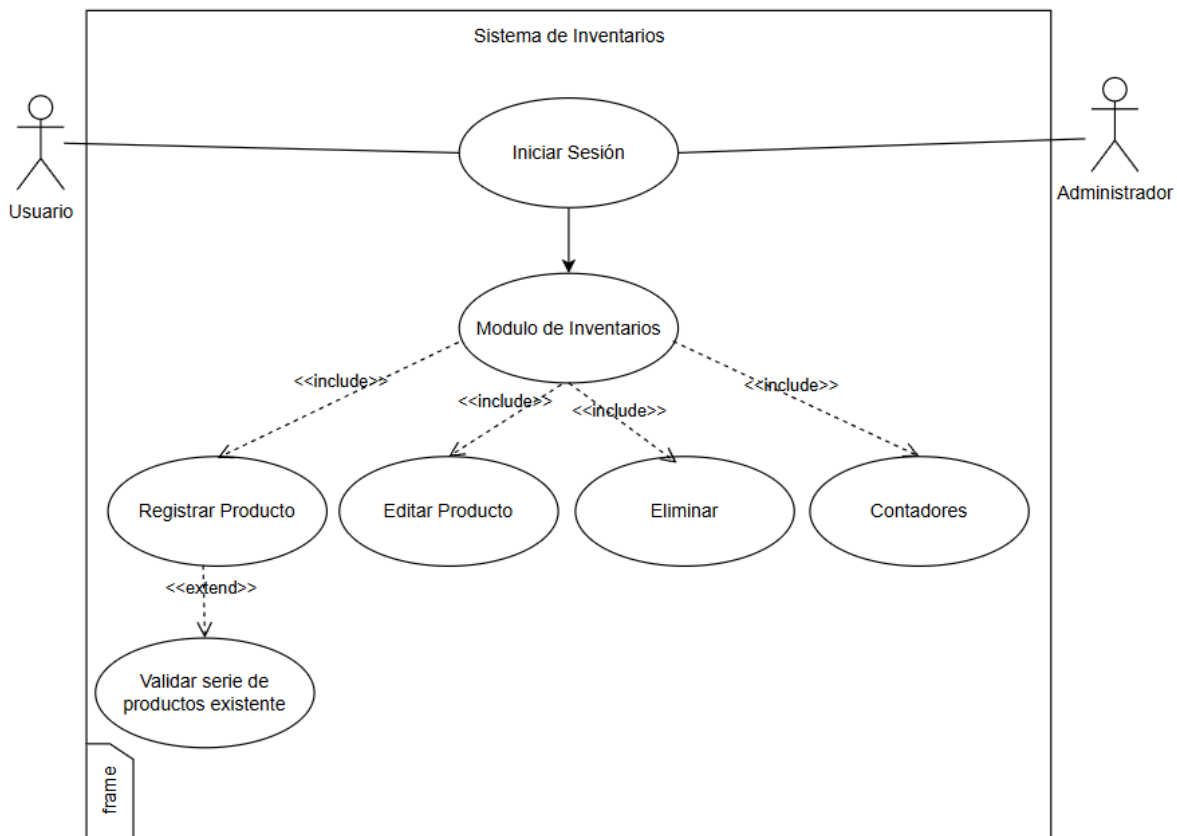 Sistema de Inventarios
Iniciar Sesión
Usuario
Administrador
Modulo de Inventarios
<<include>>
<<include>>
<<include>>
<<include>>
Registrar Producto
Editar Producto
Eliminar
Contadores
<<extend>>
Validar serie de
productos existente
frame